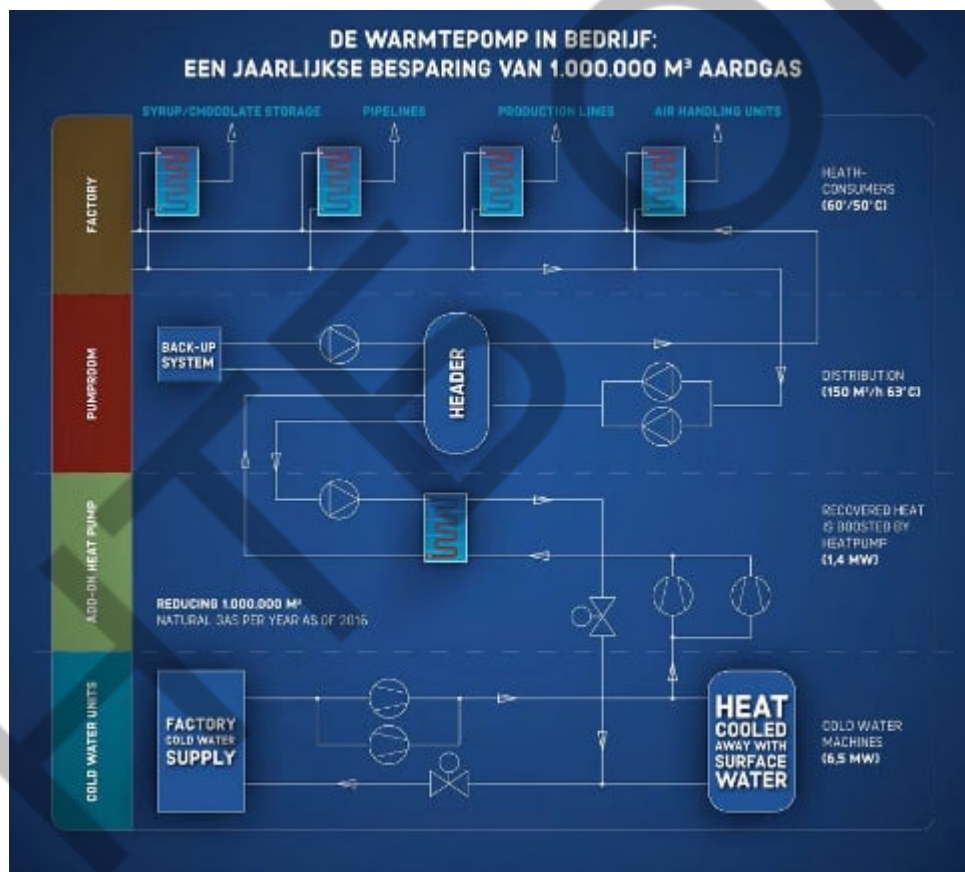 DE WARMTEPOMP IN BEDRIJF:
EEN JAARLIJKSE BESPARING VAN 1.000.000 M³ AARDGAS
SYRUP/CHOCOLATE STORAGE
PIPELINES
PRODUCTION LINES
AIR HANDLING UNITS
FACTORY
HEATH-
CONSUMERS
(60°/50°C)
PUMPROOM
BACK-UP
SYSTEM
HEADER
DISTRIBUTION
(150 M³/h 63°C)
ADD-ON HEAT PUMP
RECOVERED HEAT
IS BOOSTED BY
HEATPUMP
(1,4 MW)
REDUCING 1.000.000 M³
NATURAL GAS PER YEAR AS OF 2016
COLD WATER UNITS
FACTORY
COLD WATER
SUPPLY
HEAT
COOLED
AWAY WITH
SURFACE
WATER
COLD WATER
MACHINES
(6,5 MW)